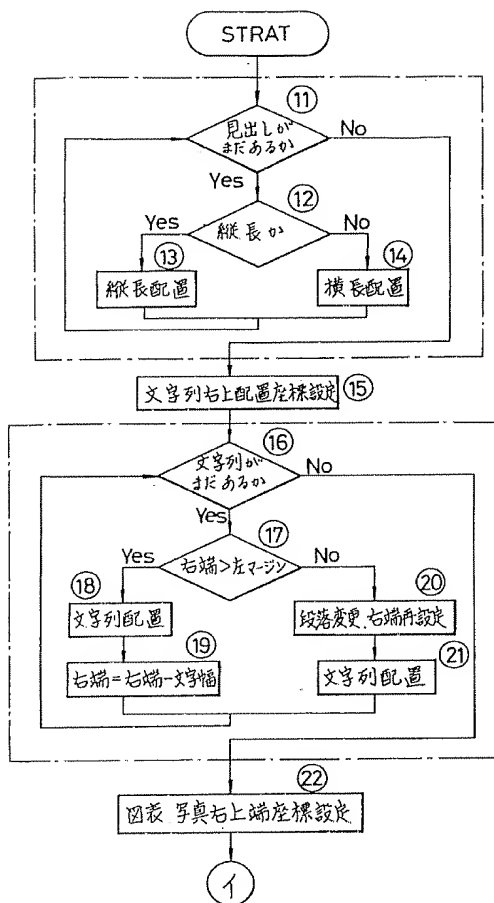 STRAT
⑪
見出しが
まだあるか
No
Yes
⑫
縦長か
Yes
No
⑬
⑭
縦長配置
横長配置
文字列右上配置座標設定
⑮
⑯
文字列が
まだあるか
No
Yes
⑰
右端>左マージン
Yes
No
⑱
⑳
文字列配置
段落変更、右端再設定
⑲
㉑
右端=右端-文字幅
文字列配置
㉒
図表 写真右上端座標設定
イ